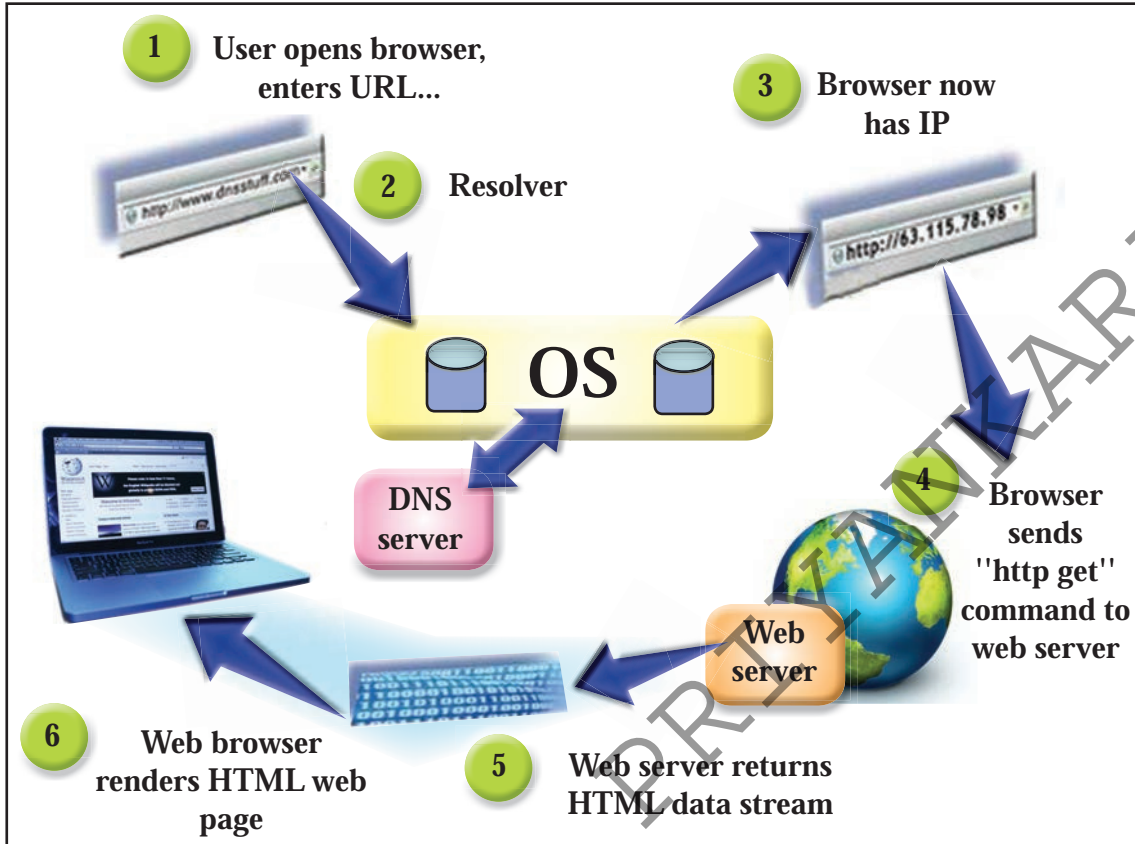 1
User opens browser,
enters URL...
http://www.dnsstuff.com
2
Resolver
3
Browser now
has IP
http://63.115.78.98
OS
DNS
server
4
Browser
sends
"http get"
command to
web server
Web
server
5
Web server returns
HTML data stream
6
Web browser
renders HTML web
page
PRIYANKAR